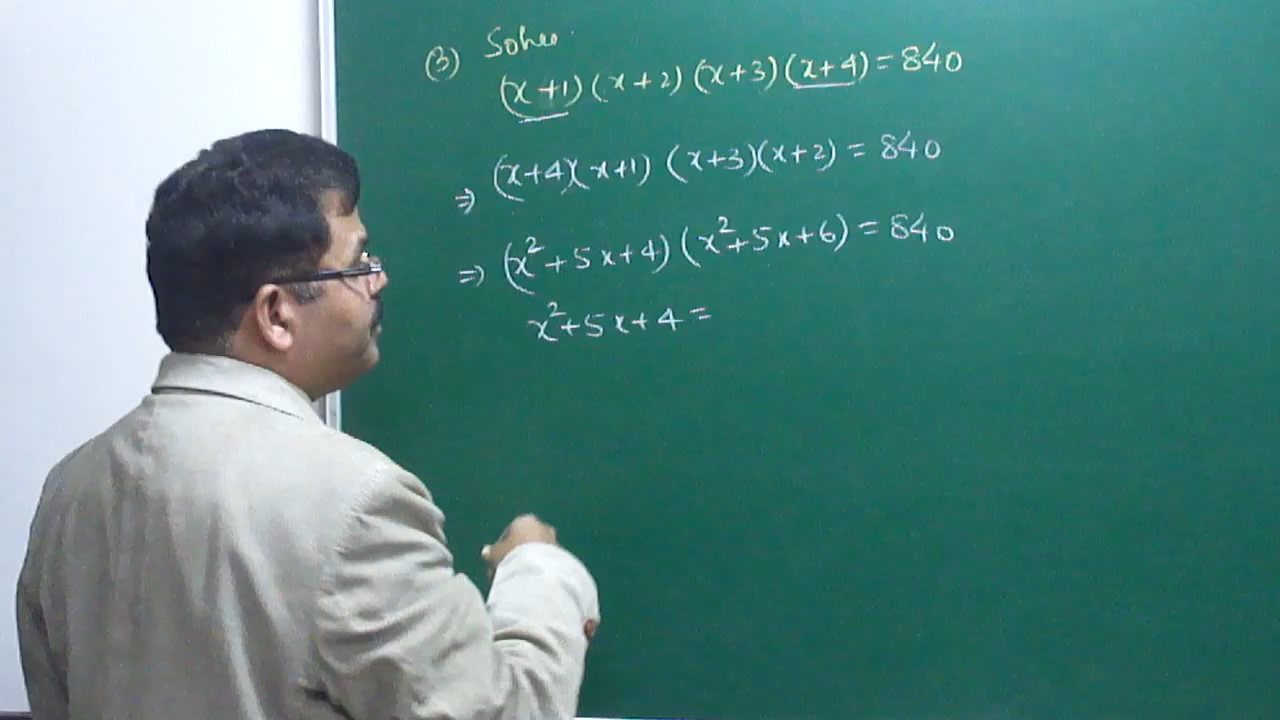 (3) Solve.
(x+1)(x+2)(x+3)(x+4)=840
⇒ (x+4)(x+1)(x+3)(x+2)=840
⇒ (x²+5x+4)(x²+5x+6)=840
x²+5x+4=